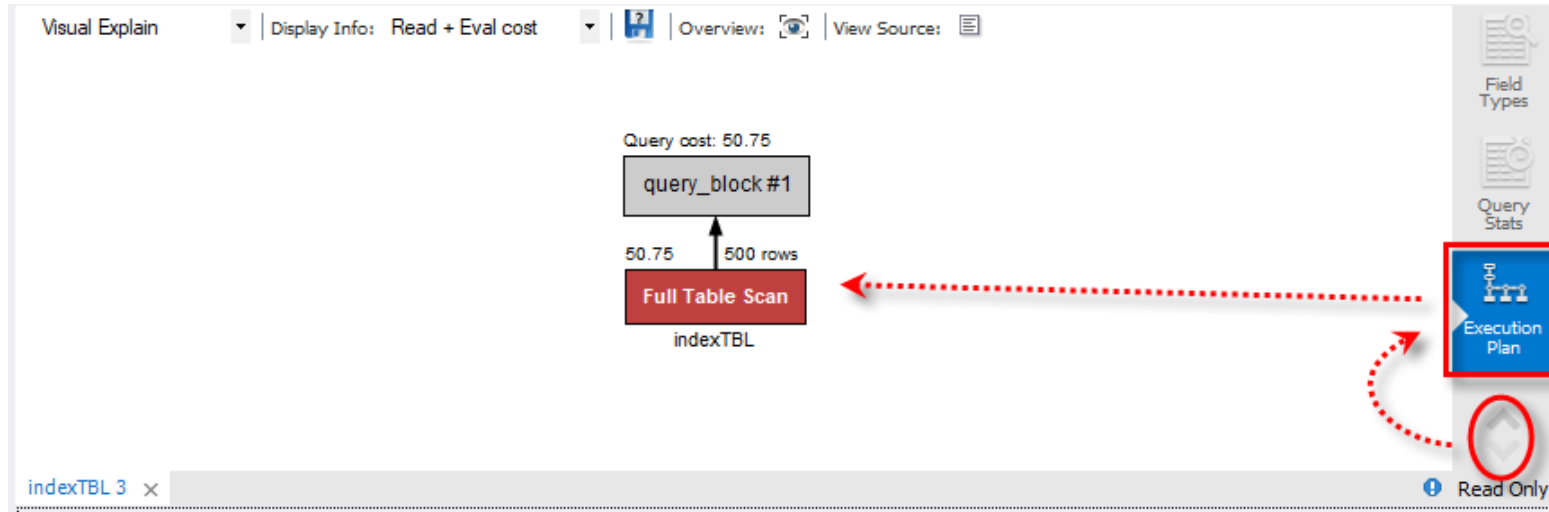 Visual Explain Display Info: Read + Eval cost Overview: View Source:
Field
Types
Query cost: 50.75
query_block #1
Query
Stats
50.75 500 rows
Full Table Scan
indexTBL
Execution
Plan
indexTBL 3 Read Only